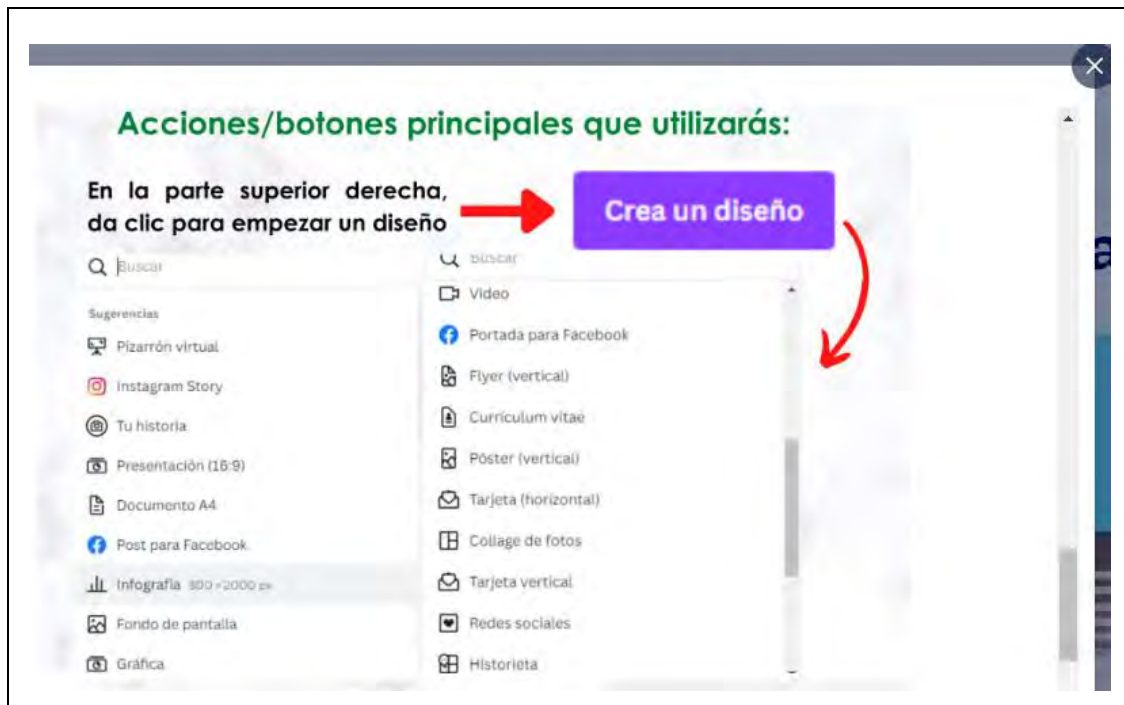 Acciones/botones principales que utilizarás:
En la parte superior derecha,
da clic para empezar un diseño
Crea un diseño
Buscar
Sugerencias
Pizarrón virtual
Instagram Story
Tu historia
Presentación (16:9)
Documento A4
Post para Facebook
Infografía 800 × 2000 px
Fondo de pantalla
Gráfica
Buscar
Video
Portada para Facebook
Flyer (vertical)
Curriculum vitae
Póster (vertical)
Tarjeta (horizontal)
Collage de fotos
Tarjeta vertical
Redes sociales
Historieta